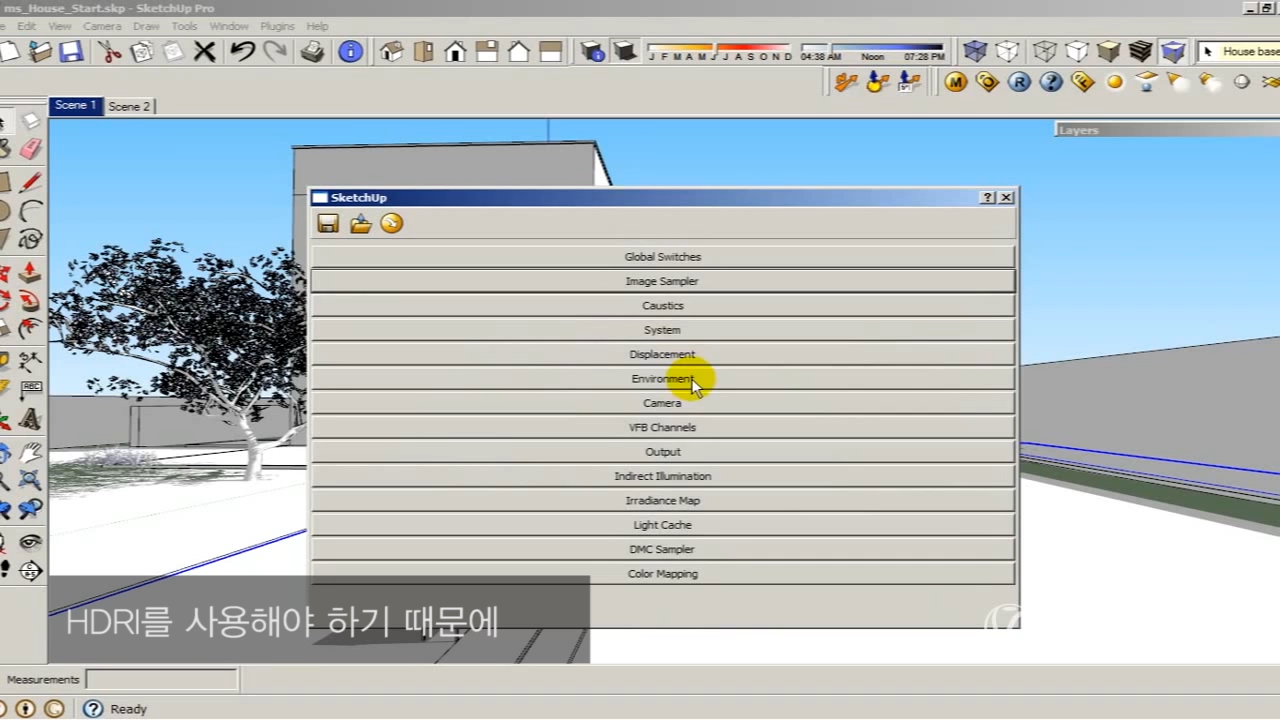 ms_House_Start.skp - SketchUp Pro
Edit View Camera Draw Tools Window Plugins Help
J F M A M J J A S O N D 04:38 AM Noon 07:28 PM House base
M R ?
Scene 1 Scene 2
Layers
SketchUp
Global Switches
Image Sampler
Caustics
System
Displacement
Environment
Camera
VFB Channels
Output
Indirect Illumination
Irradiance Map
Light Cache
DMC Sampler
Color Mapping
ABC
HDRI를 사용해야 하기 때문에
Measurements
Ready